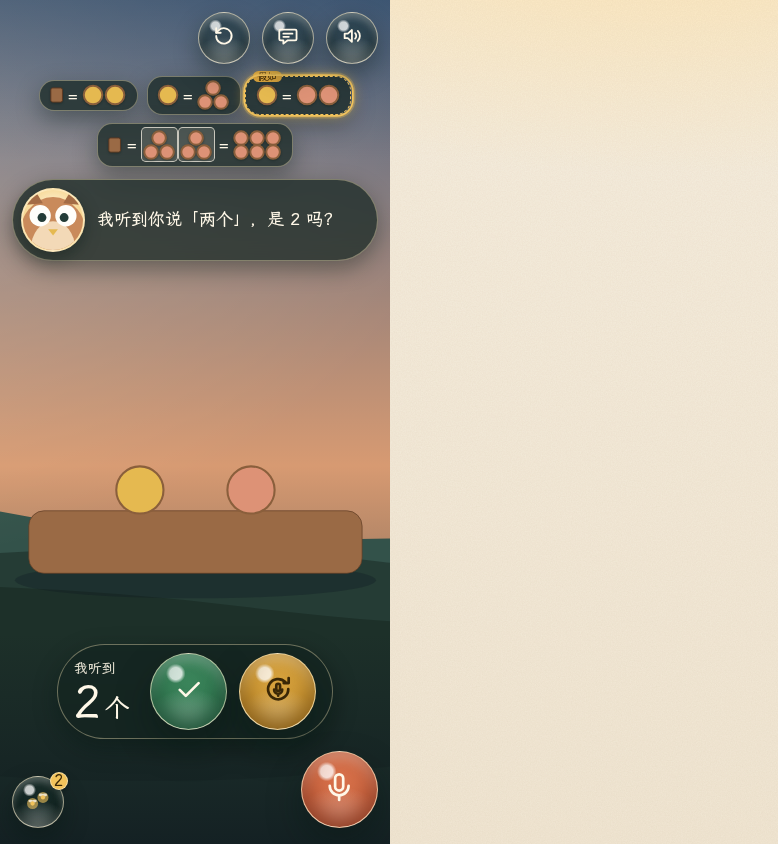 =
=
=
= =
我听到你说「两个」，是 2 吗？
我听到
2 个
2